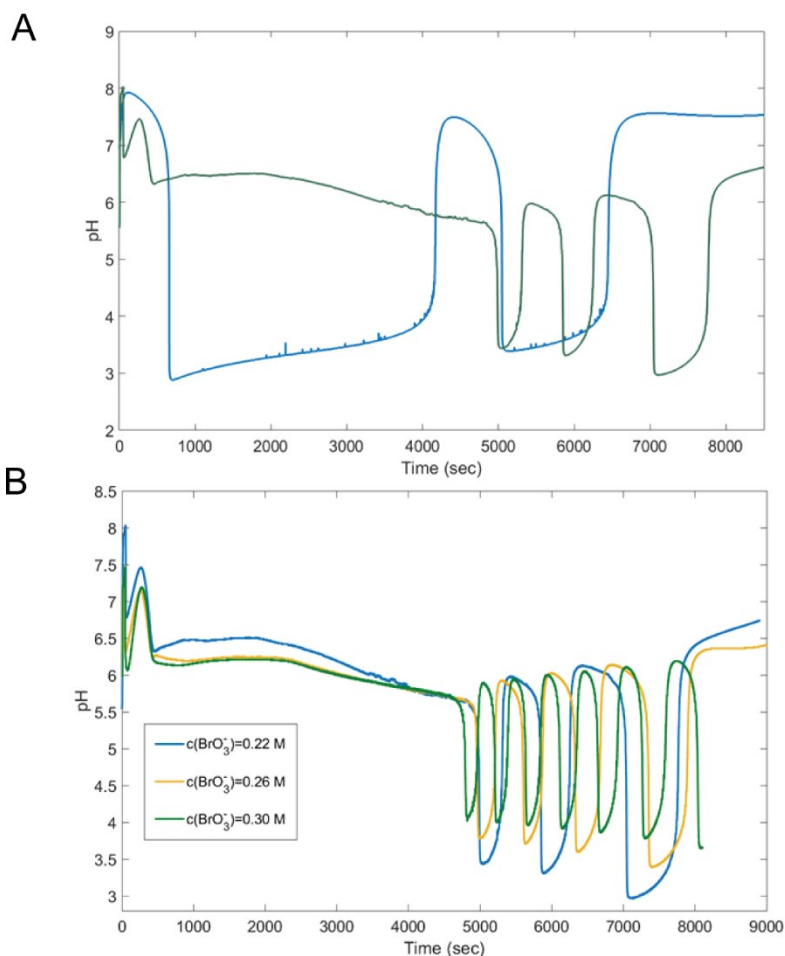 A
9
8
7
6
5
4
3
2
pH
0 1000 2000 3000 4000 5000 6000 7000 8000
Time (sec)
B
8.5
8
7.5
7
6.5
6
5.5
5
4.5
4
3.5
3
pH
c(BrO₃⁻)=0.22 M
c(BrO₃⁻)=0.26 M
c(BrO₃⁻)=0.30 M
0 1000 2000 3000 4000 5000 6000 7000 8000 9000
Time (sec)